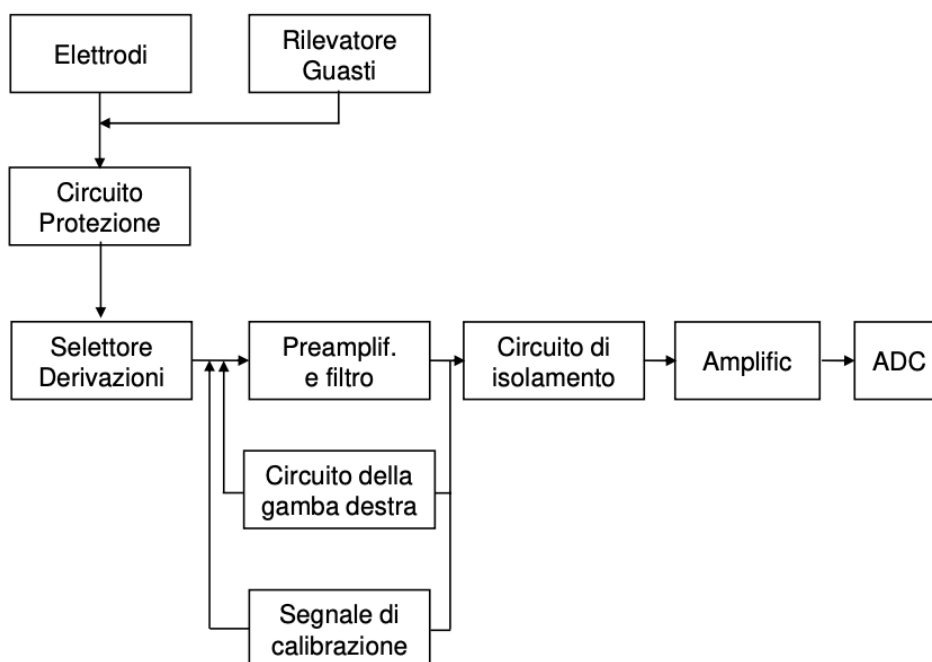 Elettrodi
Rilevatore
Guasti
Circuito
Protezione
Selettore
Derivazioni
Preamplif.
e filtro
Circuito di
isolamento
Amplific
ADC
Circuito della
gamba destra
Segnale di
calibrazione